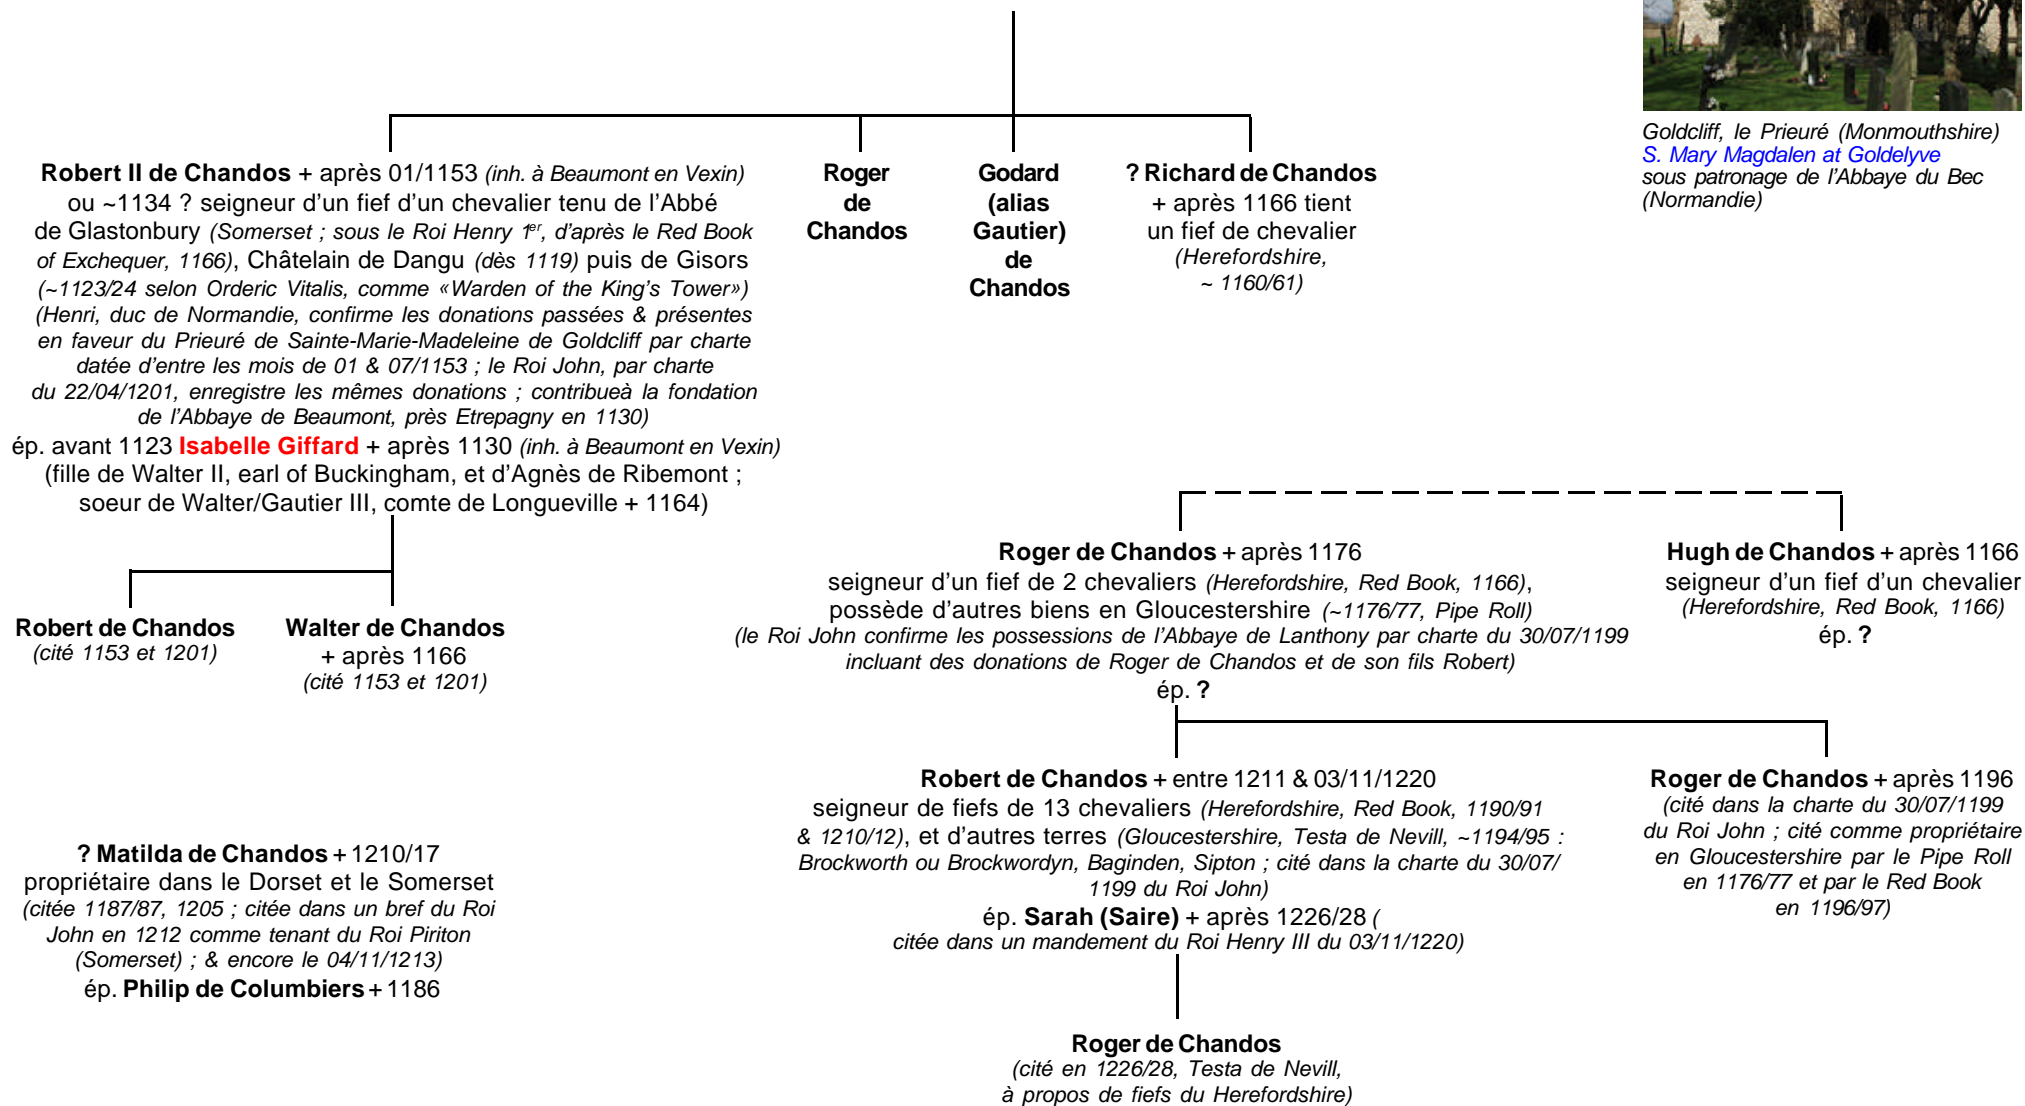 Goldcliff, le Prieuré (Monmouthshire)
S. Mary Magdalen at Goldelyve
sous patronage de l’Abbaye du Bec
(Normandie)
Robert II de Chandos + après 01/1153 (inh. à Beaumont en Vexin)
ou ~1134 ? seigneur d’un fief d’un chevalier tenu de l’Abbé
de Glastonbury (Somerset ; sous le Roi Henry 1er, d’après le Red Book
of Exchequer, 1166), Châtelain de Dangu (dès 1119) puis de Gisors
(~1123/24 selon Orderic Vitalis, comme «Warden of the King’s Tower»)
(Henri, duc de Normandie, confirme les donations passées & présentes
en faveur du Prieuré de Sainte-Marie-Madeleine de Goldcliff par charte
datée d’entre les mois de 01 & 07/1153 ; le Roi John, par charte
du 22/04/1201, enregistre les mêmes donations ; contribueà la fondation
de l’Abbaye de Beaumont, près Etrepagny en 1130)
ép. avant 1123 Isabelle Giffard + après 1130 (inh. à Beaumont en Vexin)
(fille de Walter II, earl of Buckingham, et d’Agnès de Ribemont ;
soeur de Walter/Gautier III, comte de Longueville + 1164)
Roger
de
Chandos
Godard
(alias
Gautier)
de
Chandos
? Richard de Chandos
+ après 1166 tient
un fief de chevalier
(Herefordshire,
~ 1160/61)
Robert de Chandos
(cité 1153 et 1201)
Walter de Chandos
+ après 1166
(cité 1153 et 1201)
Roger de Chandos + après 1176
seigneur d’un fief de 2 chevaliers (Herefordshire, Red Book, 1166),
possède d’autres biens en Gloucestershire (~1176/77, Pipe Roll)
(le Roi John confirme les possessions de l’Abbaye de Lanthony par charte du 30/07/1199
incluant des donations de Roger de Chandos et de son fils Robert)
ép. ?
Hugh de Chandos + après 1166
seigneur d’un fief d’un chevalier
(Herefordshire, Red Book, 1166)
ép. ?
? Matilda de Chandos + 1210/17
propriétaire dans le Dorset et le Somerset
(citée 1187/87, 1205 ; citée dans un bref du Roi
John en 1212 comme tenant du Roi Piriton
(Somerset) ; & encore le 04/11/1213)
ép. Philip de Columbiers + 1186
Robert de Chandos + entre 1211 & 03/11/1220
seigneur de fiefs de 13 chevaliers (Herefordshire, Red Book, 1190/91
& 1210/12), et d’autres terres (Gloucestershire, Testa de Nevill, ~1194/95 :
Brockworth ou Brockwordyn, Baginden, Sipton ; cité dans la charte du 30/07/
1199 du Roi John)
ép. Sarah (Saire) + après 1226/28 (
citée dans un mandement du Roi Henry III du 03/11/1220)
Roger de Chandos + après 1196
(cité dans la charte du 30/07/1199
du Roi John ; cité comme propriétaire
en Gloucestershire par le Pipe Roll
en 1176/77 et par le Red Book
en 1196/97)
Roger de Chandos
(cité en 1226/28, Testa de Nevill,
à propos de fiefs du Herefordshire)